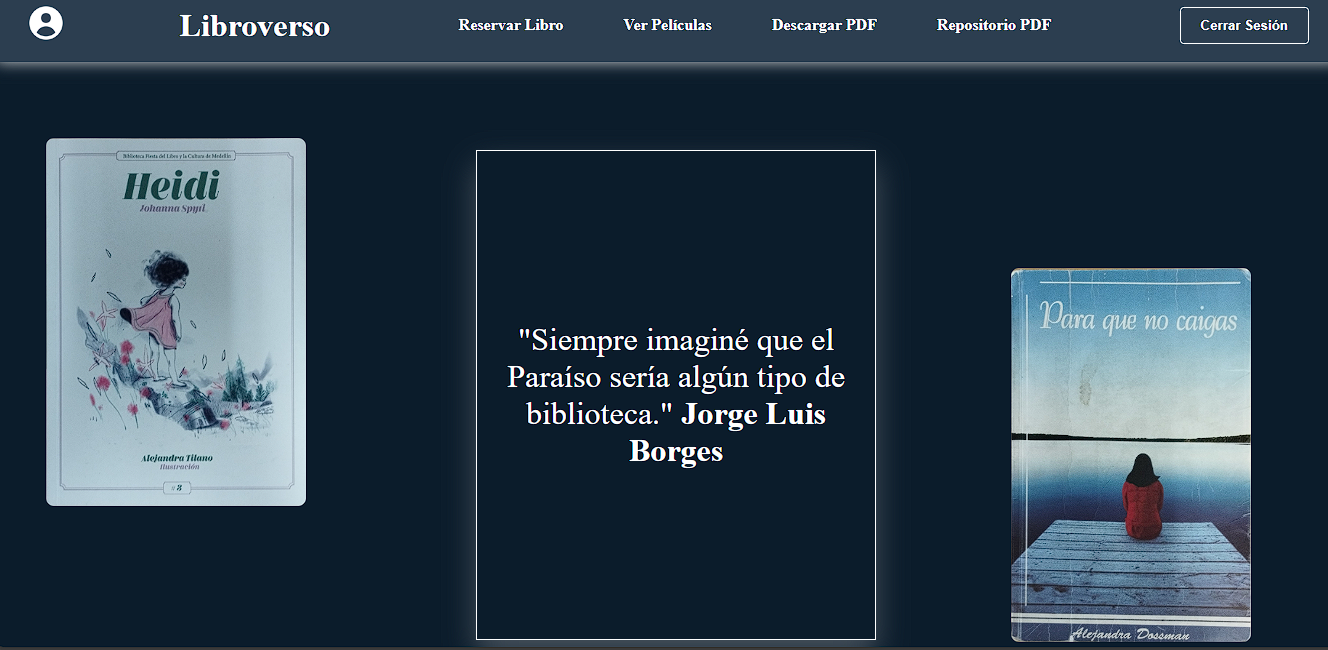 Libroverso
Reservar Libro
Ver Películas
Descargar PDF
Repositorio PDF
Cerrar Sesión
Biblioteca Fiesta del Libro y la Cultura de Medellín
Heidi
Johanna Spyri
Alejandra Tilano
Ilustración
# 3
"Siempre imaginé que el
Paraíso sería algún tipo de
biblioteca." Jorge Luis
Borges
Para que no caigas
Alejandra Dossman